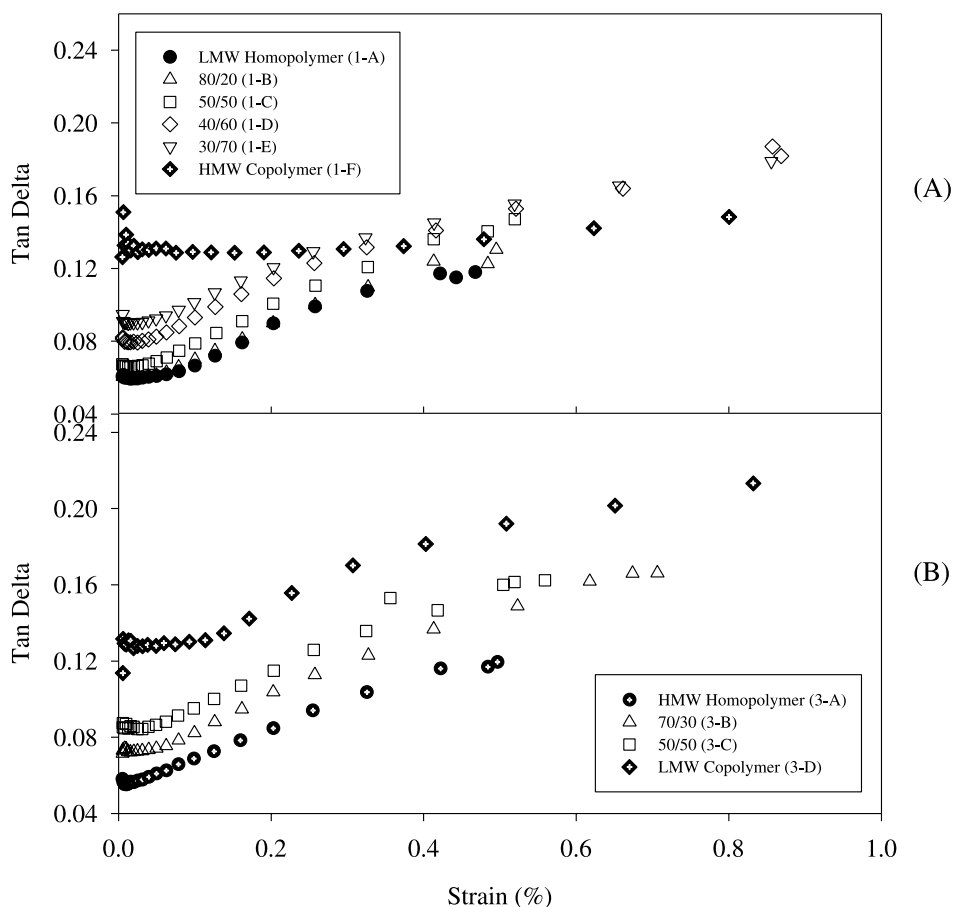 0.24
0.20
0.16
0.12
0.08
0.04
Tan Delta
LMW Homopolymer (1-A)
80/20 (1-B)
50/50 (1-C)
40/60 (1-D)
30/70 (1-E)
HMW Copolymer (1-F)
(A)
0.24
0.20
0.16
0.12
0.08
0.04
Tan Delta
HMW Homopolymer (3-A)
70/30 (3-B)
50/50 (3-C)
LMW Copolymer (3-D)
(B)
0.0
0.2
0.4
0.6
0.8
1.0
Strain (%)